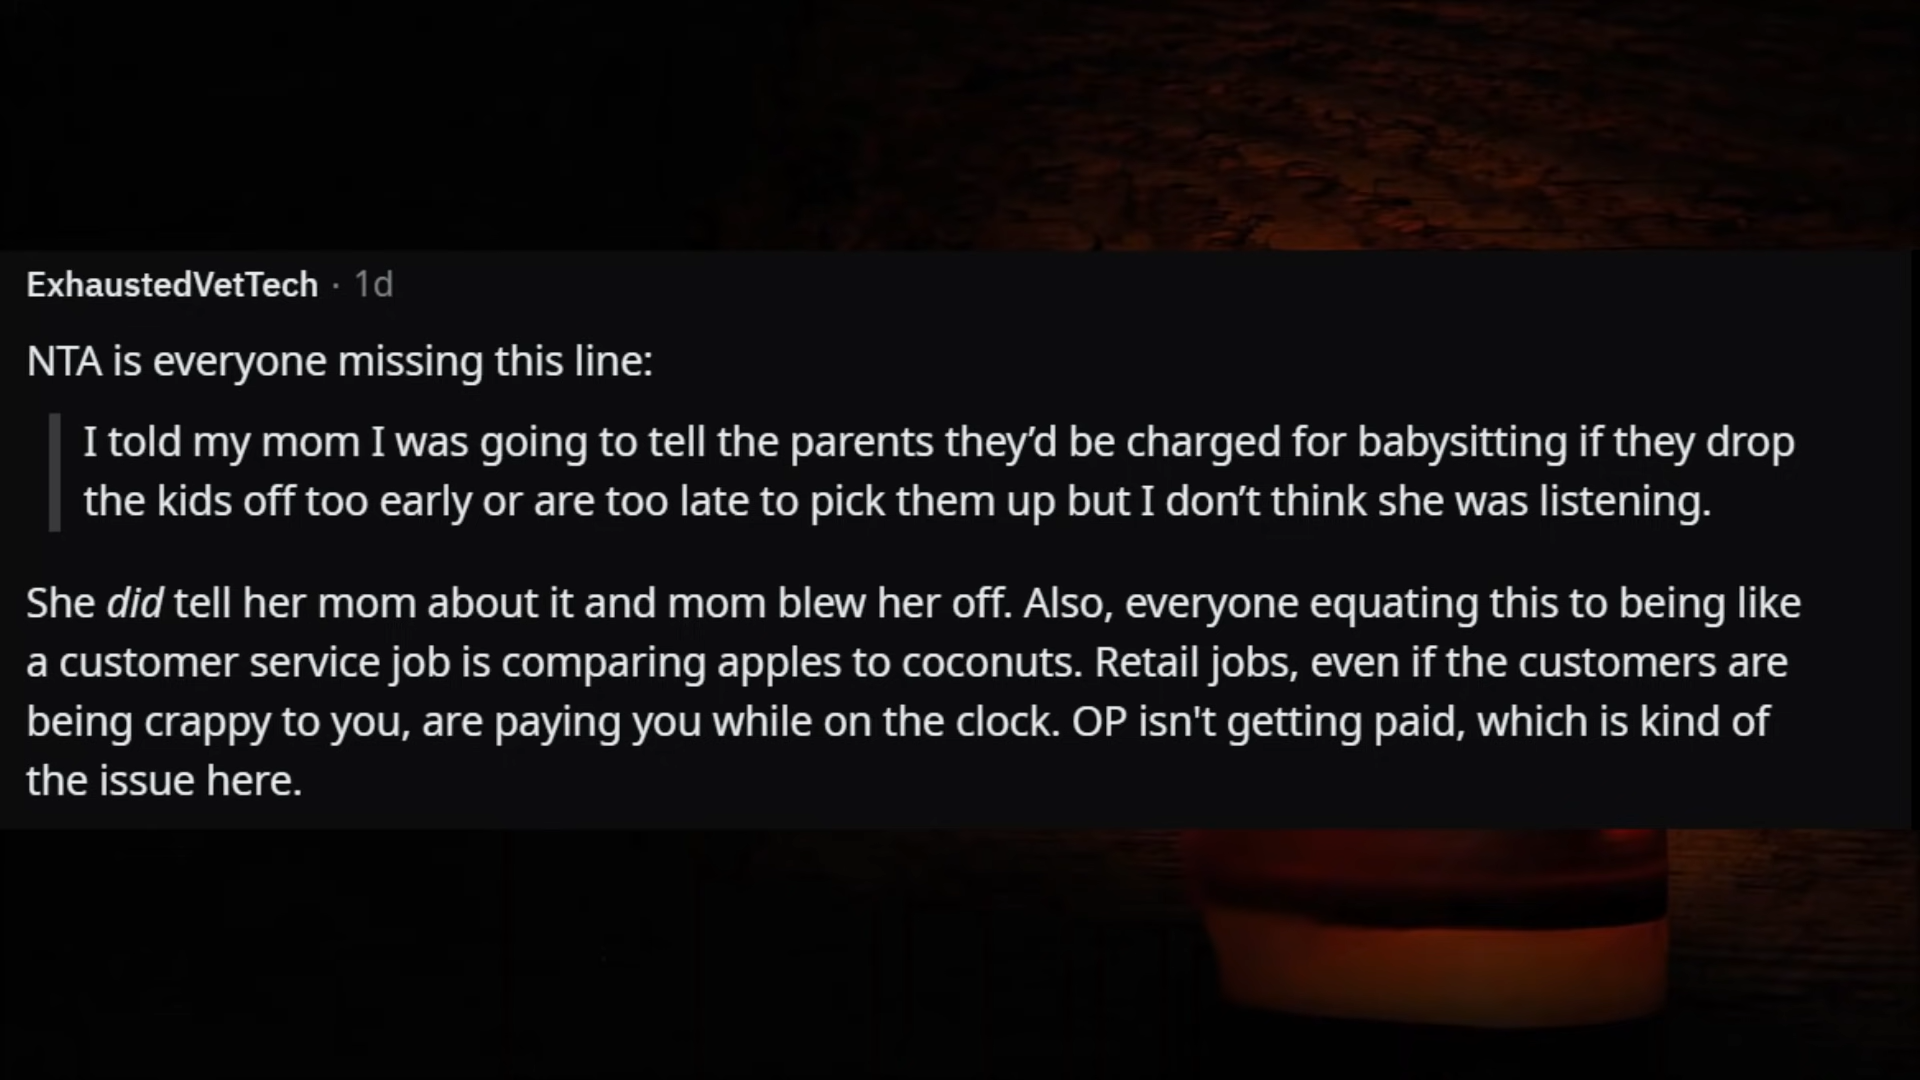 ExhaustedVetTech · 1d
NTA is everyone missing this line:
I told my mom I was going to tell the parents they’d be charged for babysitting if they drop
the kids off too early or are too late to pick them up but I don’t think she was listening.
She did tell her mom about it and mom blew her off. Also, everyone equating this to being like
a customer service job is comparing apples to coconuts. Retail jobs, even if the customers are
being crappy to you, are paying you while on the clock. OP isn't getting paid, which is kind of
the issue here.